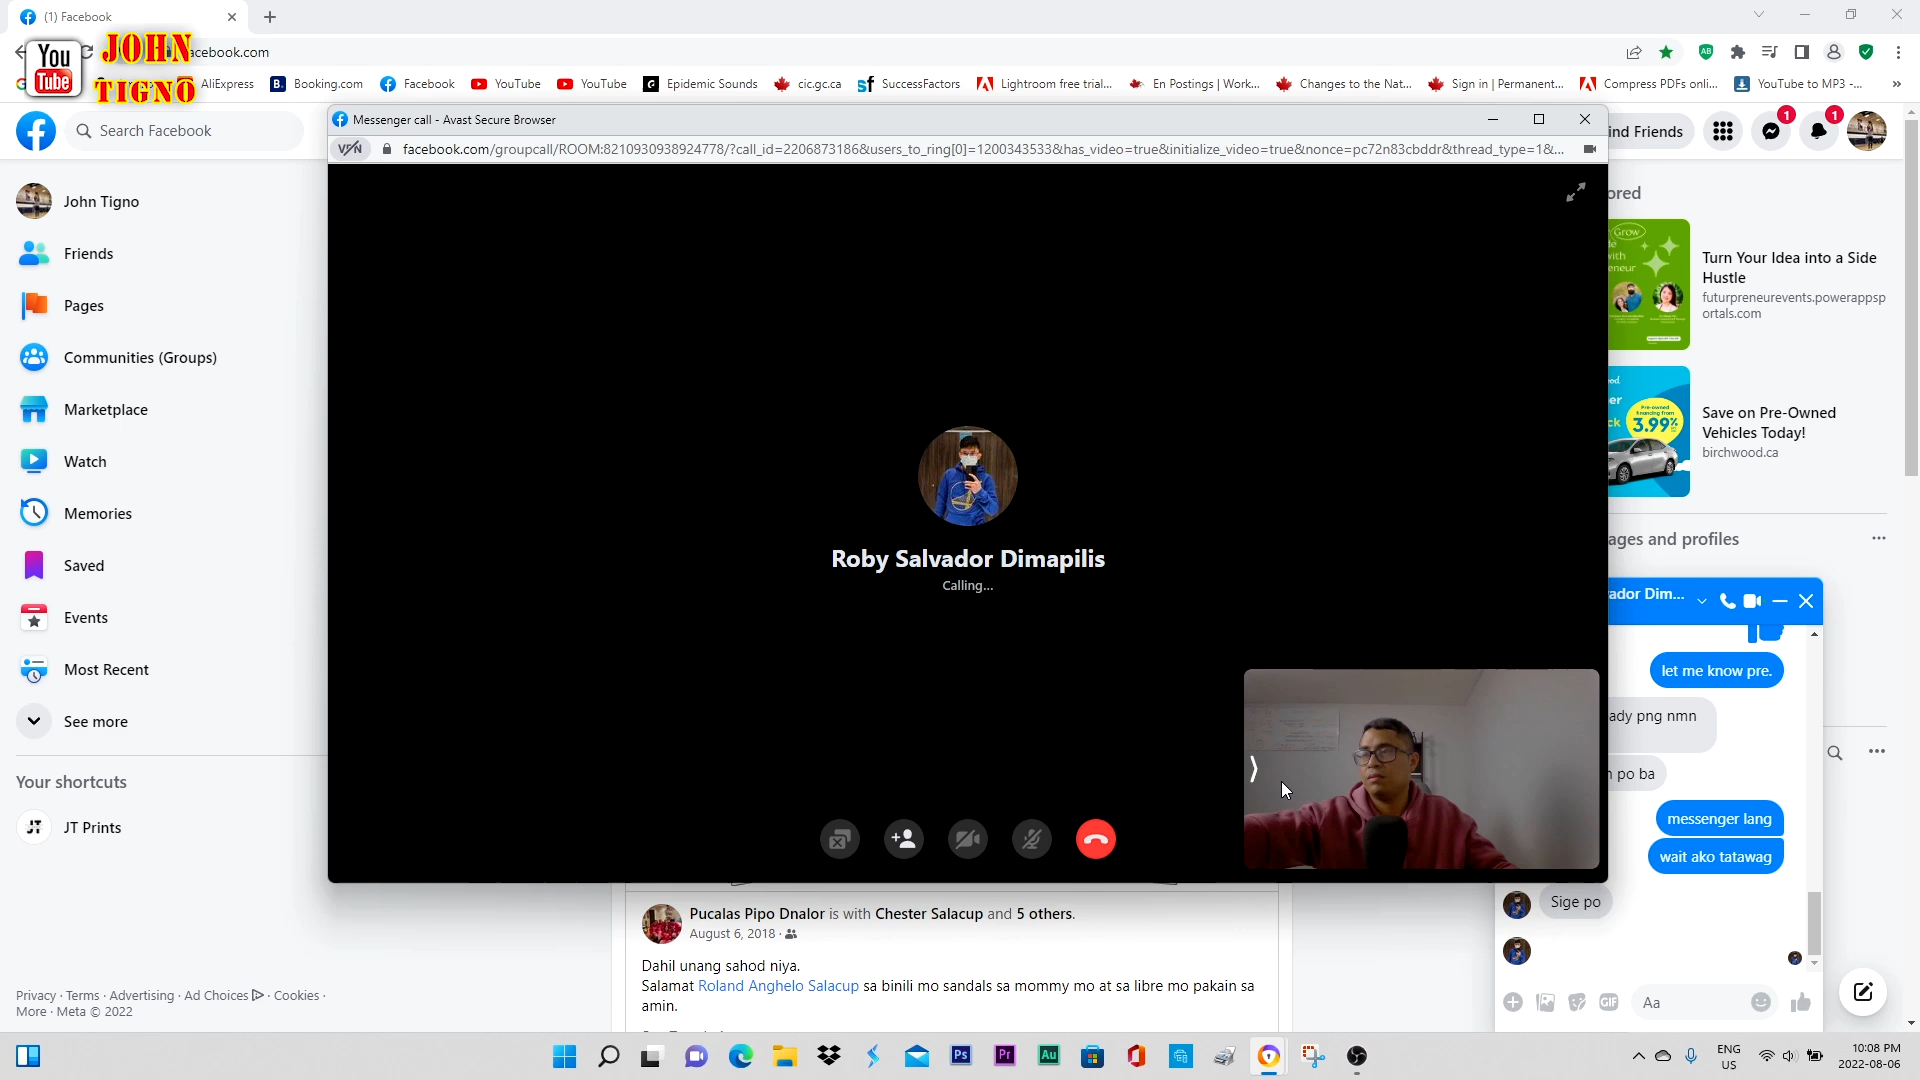 (1) Facebook
acebook.com
You
Tube
JOHN
TIGNO
AliExpress
Booking.com
Facebook
YouTube
YouTube
Epidemic Sounds
cic.gc.ca
SuccessFactors
Lightroom free trial...
En Postings | Work...
Changes to the Nat...
Sign in | Permanent...
Compress PDFs onli...
YouTube to MP3 -...
»
Search Facebook
Messenger call - Avast Secure Browser
VPN
facebook.com/groupcall/ROOM:8210930938924778/?call_id=2206873186&users_to_ring[0]=1200343533&has_video=true&initialize_video=true&nonce=pc72n83cbddr&thread_type=1&...
ind Friends
1
1
John Tigno
Friends
Pages
Communities (Groups)
Marketplace
Watch
Memories
Saved
Events
Most Recent
See more
Your shortcuts
JT
JT Prints
Privacy · Terms · Advertising · Ad Choices · Cookies ·
More · Meta © 2022
Roby Salvador Dimapilis
Calling...
ored
Grow
Turn Your Idea into a Side
Hustle
futurpreneurevents.powerappsp
ortals.com
3.99%
Save on Pre-Owned
Vehicles Today!
birchwood.ca
ages and profiles
ador Dim...
let me know pre.
ady png nmn
po ba
messenger lang
wait ako tatawag
Sige po
GIF
Aa
Pucalas Pipo Dnalor is with Chester Salacup and 5 others.
August 6, 2018 ·
Dahil unang sahod niya.
Salamat Roland Anghelo Salacup sa binili mo sandals sa mommy mo at sa libre mo pakain sa
amin.
Ps
Pr
Au
ENG
US
10:08 PM
2022-08-06